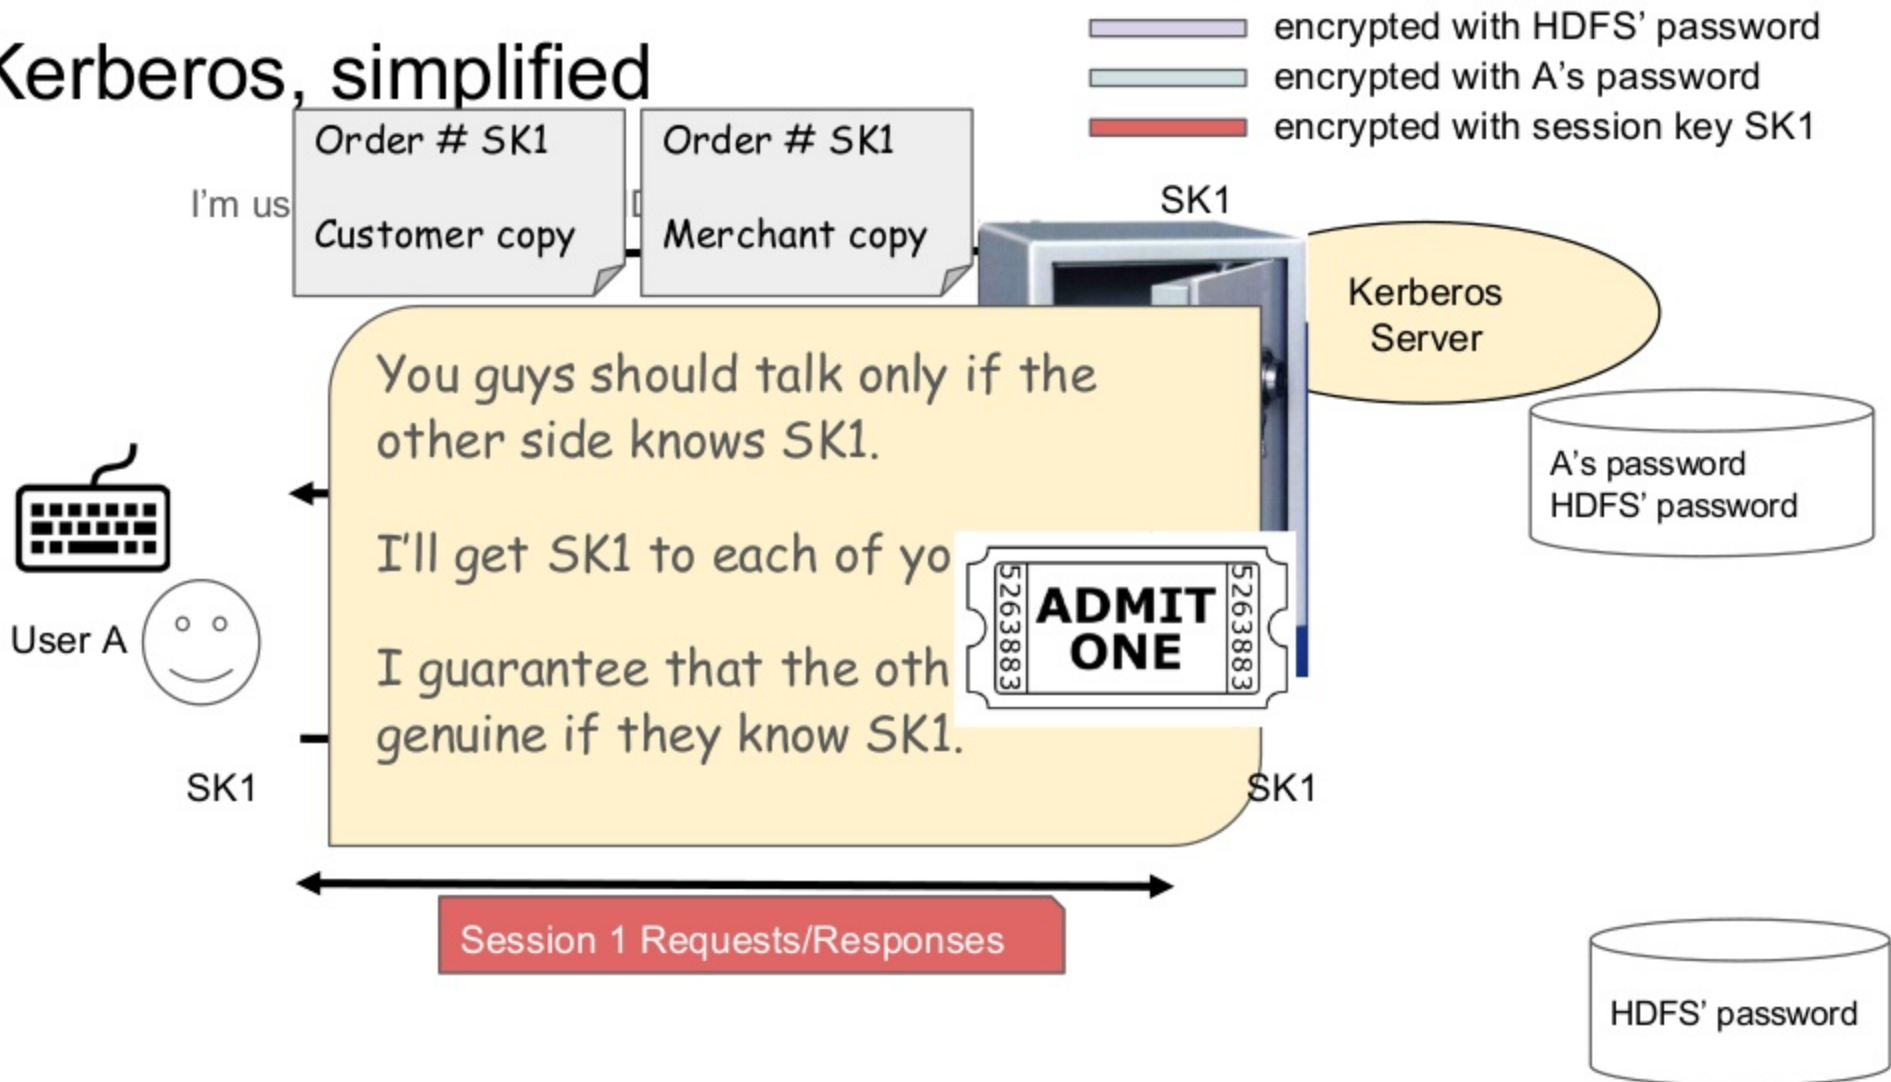 Kerberos, simplified
encrypted with HDFS’ password
encrypted with A’s password
encrypted with session key SK1
Order # SK1
Customer copy
Order # SK1
Merchant copy
I’m us
SK1
Kerberos
Server
You guys should talk only if the
other side knows SK1.
I’ll get SK1 to each of yo
I guarantee that the oth
genuine if they know SK1.
ADMIT
ONE
52638883
52638883
A’s password
HDFS’ password
User A
SK1
SK1
Session 1 Requests/Responses
HDFS’ password